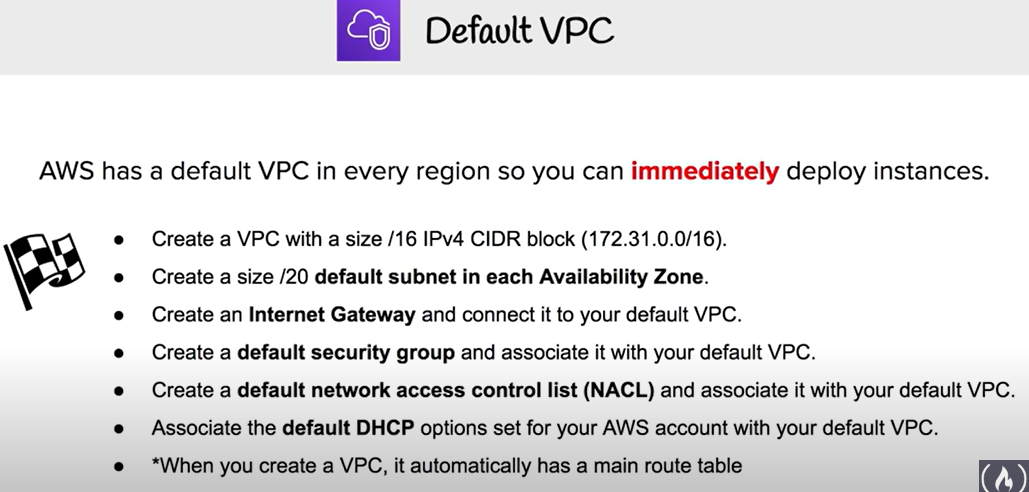 Default VPC
AWS has a default VPC in every region so you can immediately deploy instances.
● Create a VPC with a size /16 IPv4 CIDR block (172.31.0.0/16).
● Create a size /20 default subnet in each Availability Zone.
● Create an Internet Gateway and connect it to your default VPC.
● Create a default security group and associate it with your default VPC.
● Create a default network access control list (NACL) and associate it with your default VPC.
● Associate the default DHCP options set for your AWS account with your default VPC.
● *When you create a VPC, it automatically has a main route table